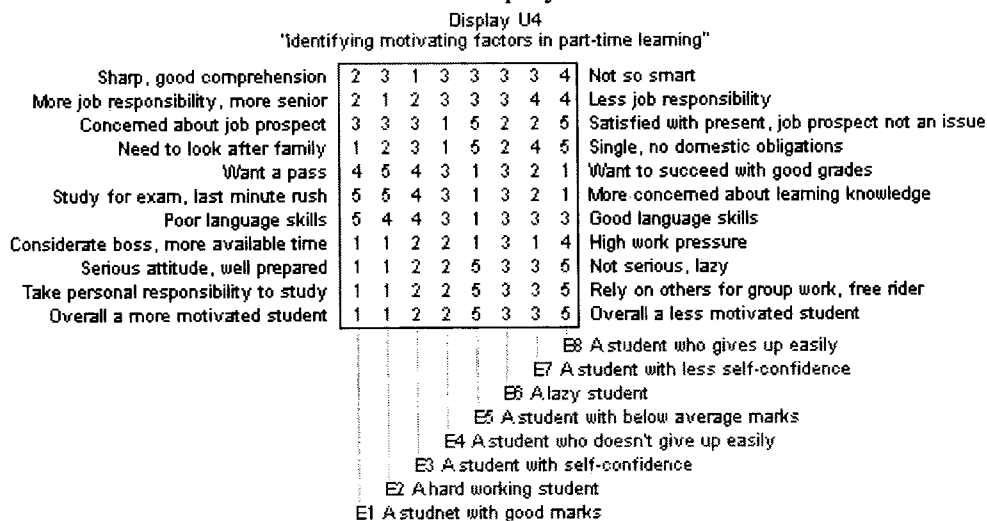 Display U4
"identifying motivating factors in part-time learning"
Sharp, good comprehension 2 3 1 3 3 3 3 4 Not so smart
More job responsibility, more senior 2 1 2 3 3 3 4 4 Less job responsibility
Concerned about job prospect 3 3 3 1 5 2 2 5 Satisfied with present, job prospect not an issue
Need to look after family 1 2 3 1 5 2 4 5 Single, no domestic obligations
Want a pass 4 5 4 3 1 3 2 1 Want to succeed with good grades
Study for exam, last minute rush 5 5 4 3 1 3 2 1 More concerned about learning knowledge
Poor language skills 5 4 4 3 1 3 3 3 Good language skills
Considerate boss, more available time 1 1 2 2 1 3 1 4 High work pressure
Serious attitude, well prepared 1 1 2 2 5 3 3 5 Not serious, lazy
Take personal responsibility to study 1 1 2 2 5 3 3 5 Rely on others for group work, free rider
Overall a more motivated student 1 1 2 2 5 3 3 5 Overall a less motivated student
E8 A student who gives up easily
E7 A student with less self-confidence
E6 A lazy student
E5 A student with below average marks
E4 A student who doesn't give up easily
E3 A student with self-confidence
E2 A hard working student
E1 A studnet with good marks